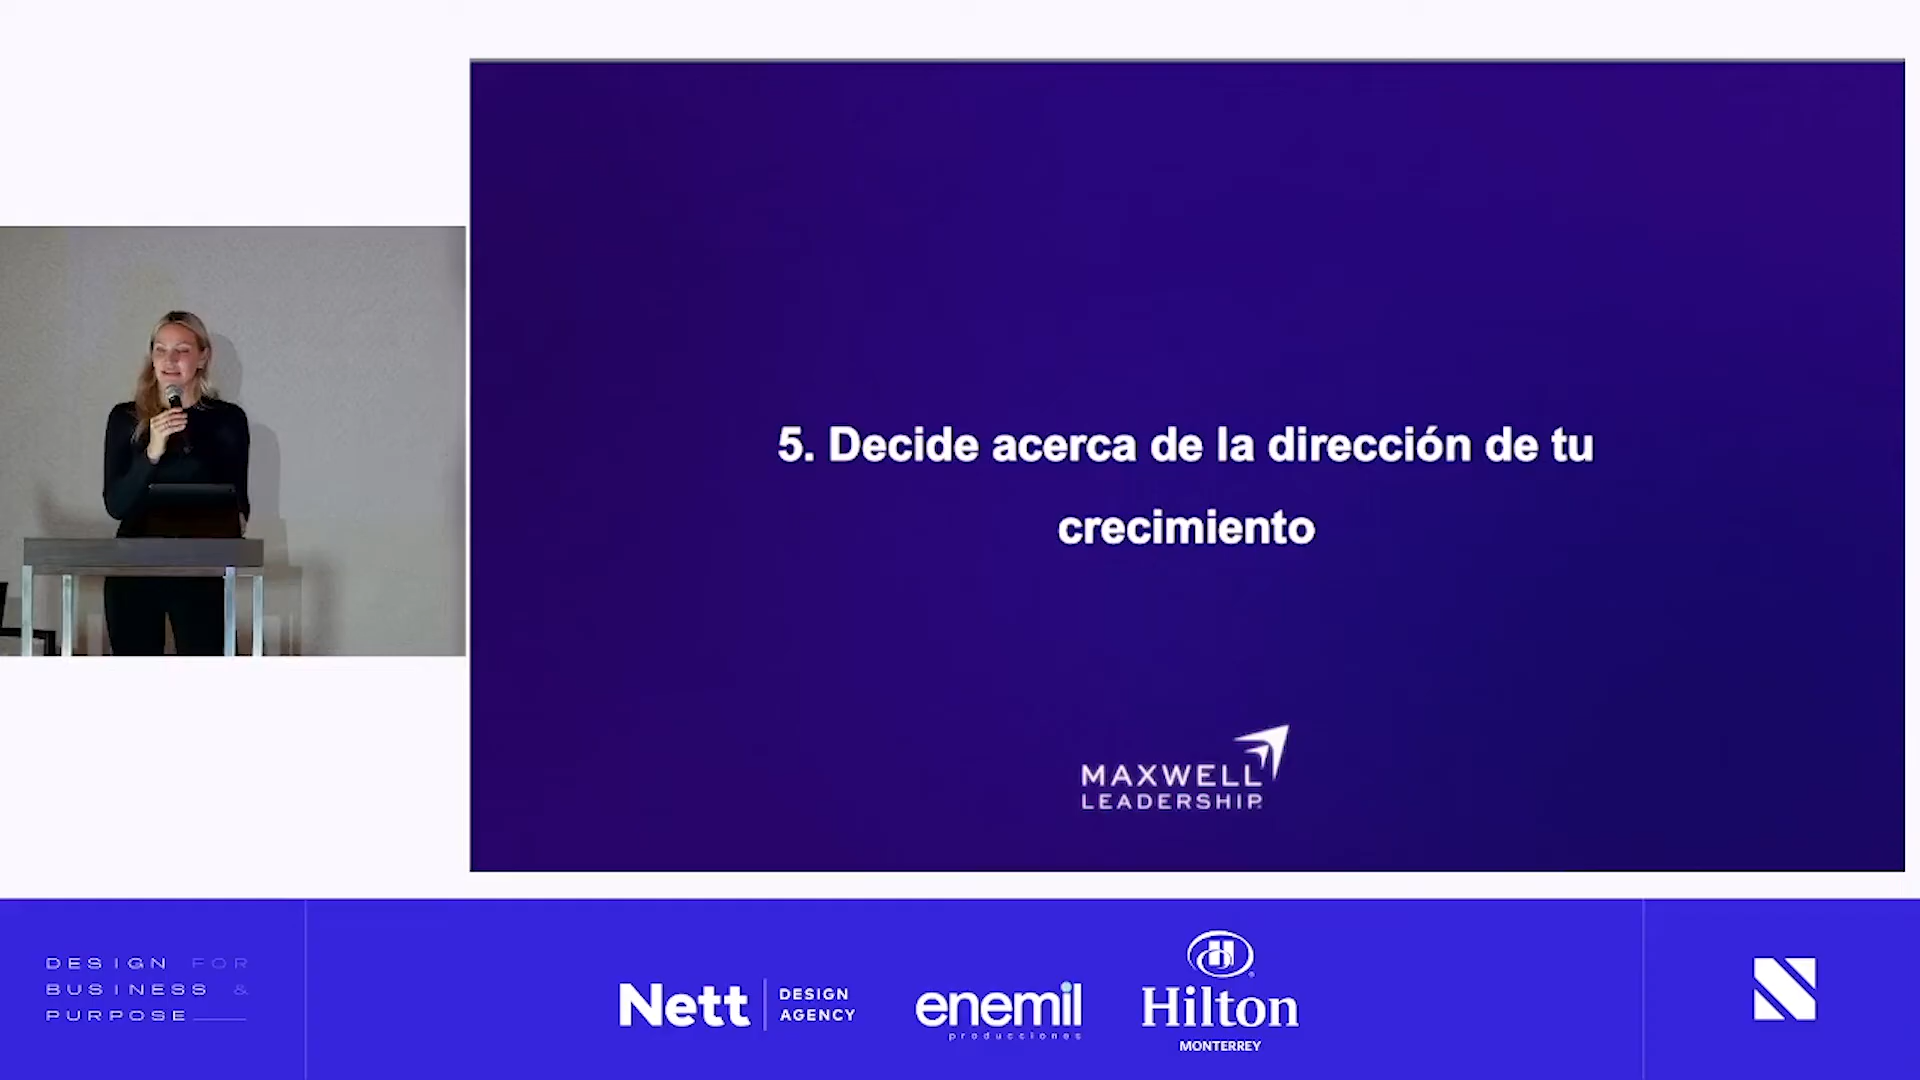 5. Decide acerca de la dirección de tu
crecimiento
MAXWELL
LEADERSHIP
DESIGN FOR
BUSINESS &
PURPOSE
Nett
DESIGN
AGENCY
enemil
producciones
Hilton
MONTERREY